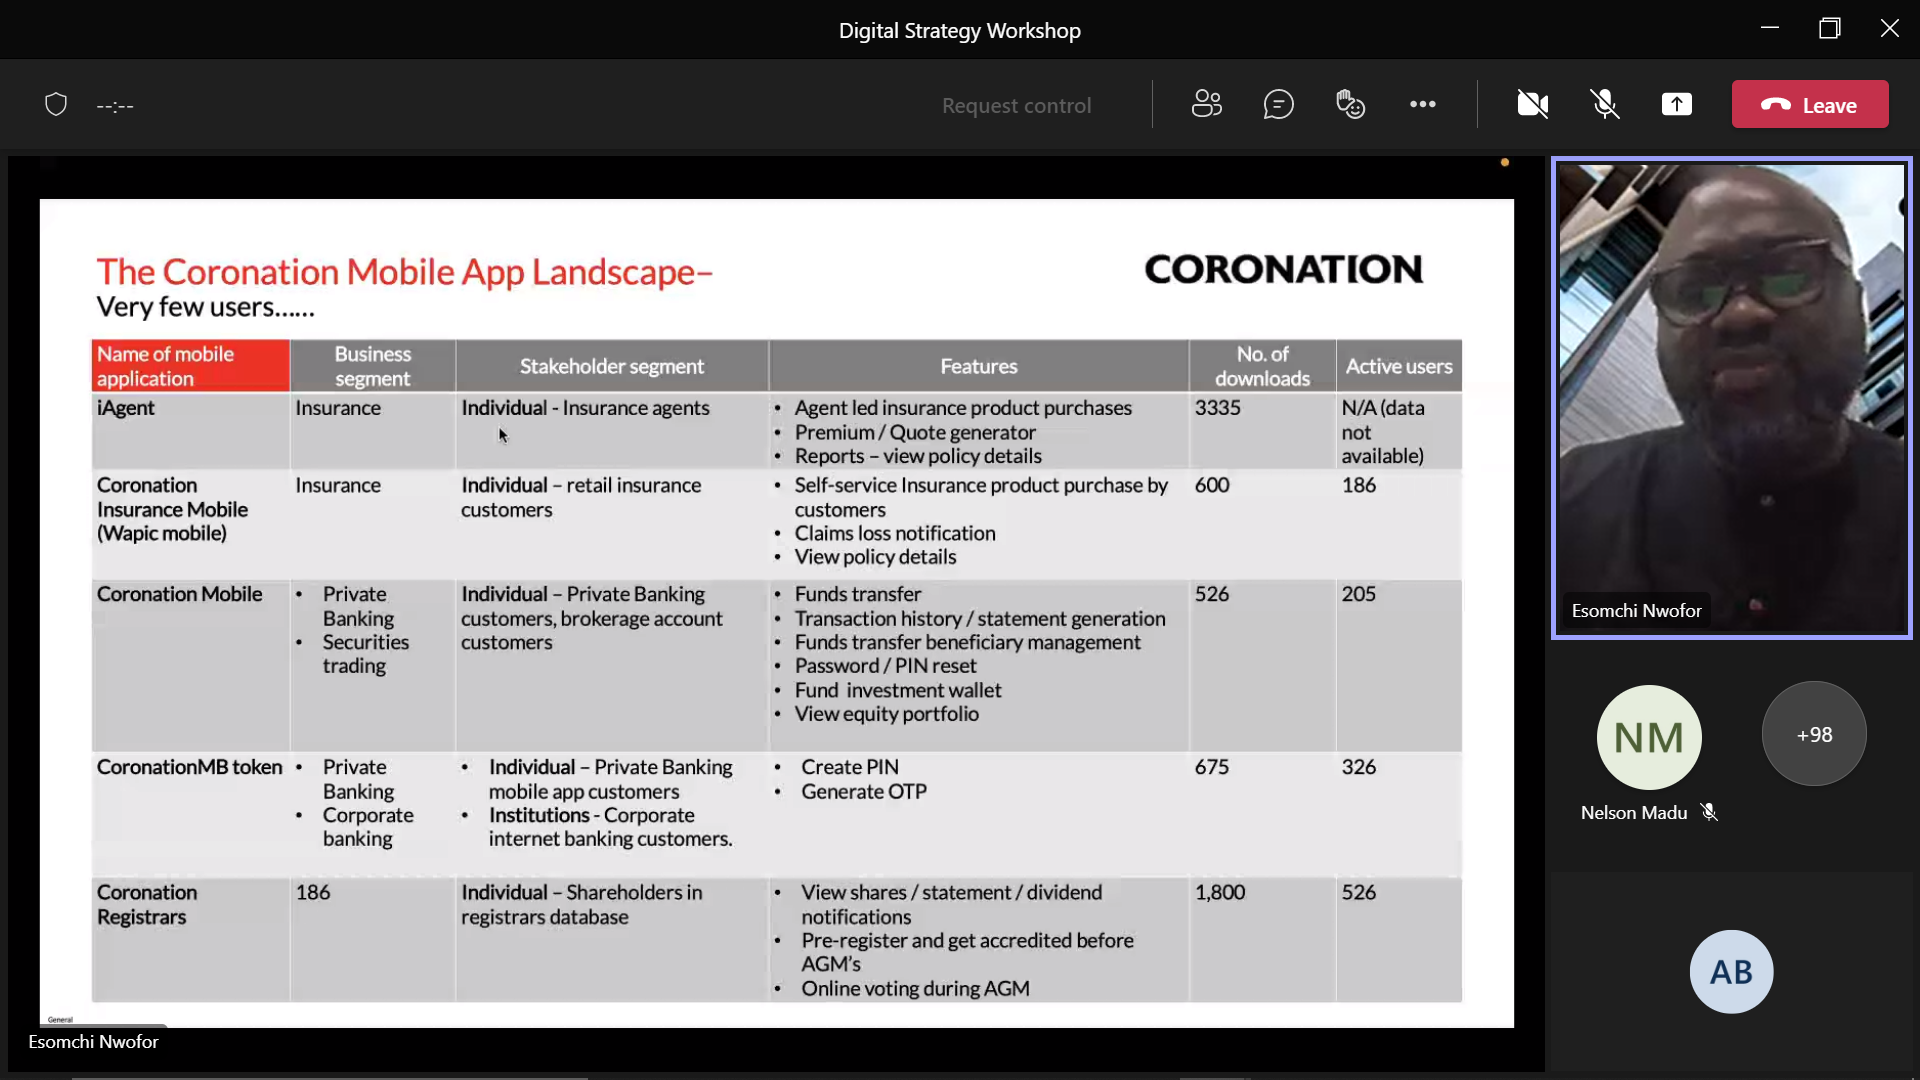 Digital Strategy Workshop
--:--
Request control
Leave
The Coronation Mobile App Landscape–
Very few users......
CORONATION
Name of mobile application
Business segment
Stakeholder segment
Features
No. of downloads
Active users
iAgent
Insurance
Individual - Insurance agents
• Agent led insurance product purchases
• Premium / Quote generator
• Reports – view policy details
3335
N/A (data
not
available)
Coronation
Insurance Mobile
(Wapic mobile)
Insurance
Individual – retail insurance
customers
• Self-service Insurance product purchase by
customers
• Claims loss notification
• View policy details
600
186
Coronation Mobile
• Private
Banking
• Securities
trading
Individual – Private Banking
customers, brokerage account
customers
• Funds transfer
• Transaction history / statement generation
• Funds transfer beneficiary management
• Password / PIN reset
• Fund investment wallet
• View equity portfolio
526
205
CoronationMB token
• Private
Banking
• Corporate
banking
• Individual – Private Banking
mobile app customers
• Institutions - Corporate
internet banking customers.
• Create PIN
• Generate OTP
675
326
Coronation
Registrars
186
Individual – Shareholders in
registrars database
• View shares / statement / dividend
notifications
• Pre-register and get accredited before
AGM's
• Online voting during AGM
1,800
526
General
Esomchi Nwofor
Esomchi Nwofor
NM
+98
Nelson Madu
AB